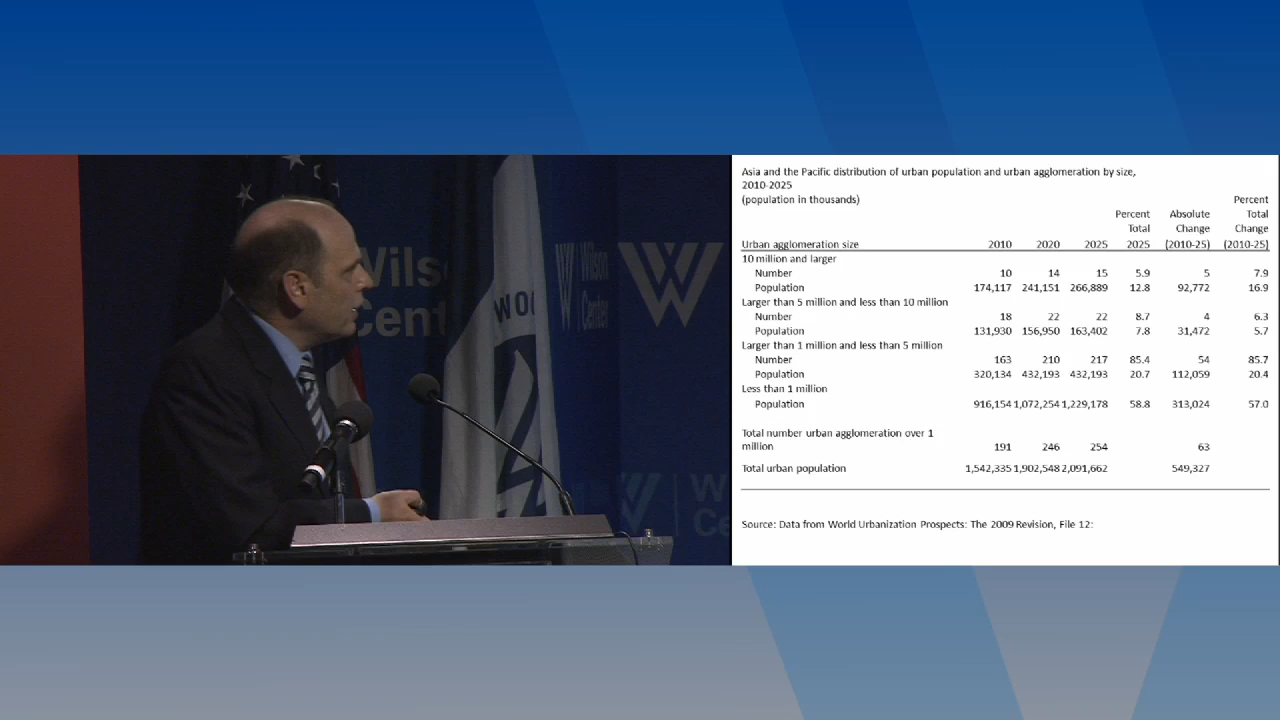 Wils
Cent
WOR
Wilson
Center
W
Ce
Asia and the Pacific distribution of urban population and urban agglomeration by size,
2010-2025
(population in thousands) Percent
Percent Absolute Total
Total Change Change
Urban agglomeration size 2010 2020 2025 2025 (2010-25) (2010-25)
10 million and larger
Number 10 14 15 5.9 5 7.9
Population 174,117 241,151 266,889 12.8 92,772 16.9
Larger than 5 million and less than 10 million
Number 18 22 22 8.7 4 6.3
Population 131,930 156,950 163,402 7.8 31,472 5.7
Larger than 1 million and less than 5 million
Number 163 210 217 85.4 54 85.7
Population 320,134 432,193 432,193 20.7 112,059 20.4
Less than 1 million
Population 916,154 1,072,254 1,229,178 58.8 313,024 57.0
Total number urban agglomeration over 1
million 191 246 254 63
Total urban population 1,542,335 1,902,548 2,091,662 549,327
Source: Data from World Urbanization Prospects: The 2009 Revision, File 12: